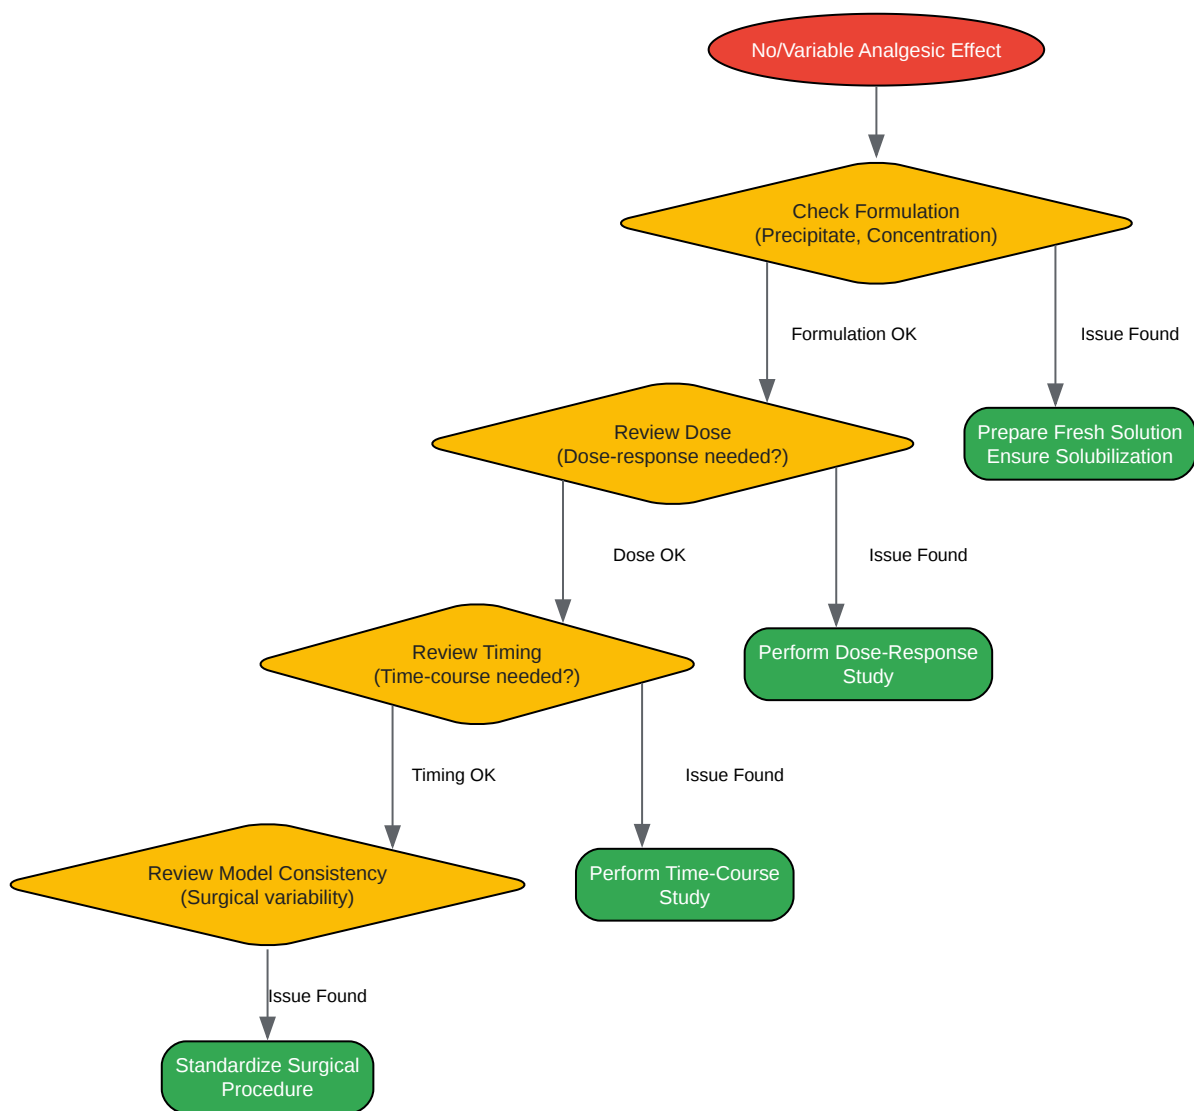 No/Variable Analgesic Effect
Check Formulation
(Precipitate, Concentration)
Formulation OK
Issue Found
Review Dose
(Dose-response needed?)
Prepare Fresh Solution
Ensure Solubilization
Dose OK
Issue Found
Review Timing
(Time-course needed?)
Perform Dose-Response
Study
Timing OK
Issue Found
Review Model Consistency
(Surgical variability)
Perform Time-Course
Study
Issue Found
Standardize Surgical
Procedure